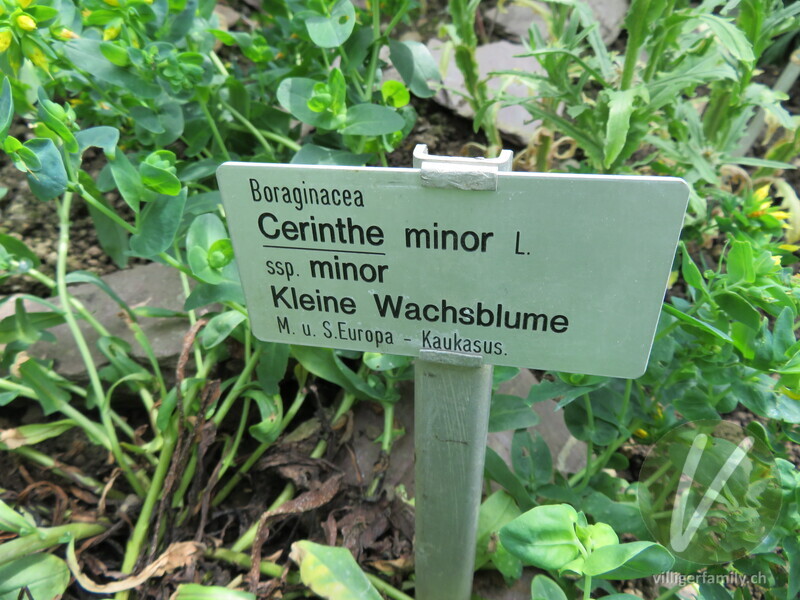 Boraginacea
Cerinthe minor L.
ssp. minor
Kleine Wachsblume
M. u. S.Europa - Kaukasus.
V
villigerfamily.ch